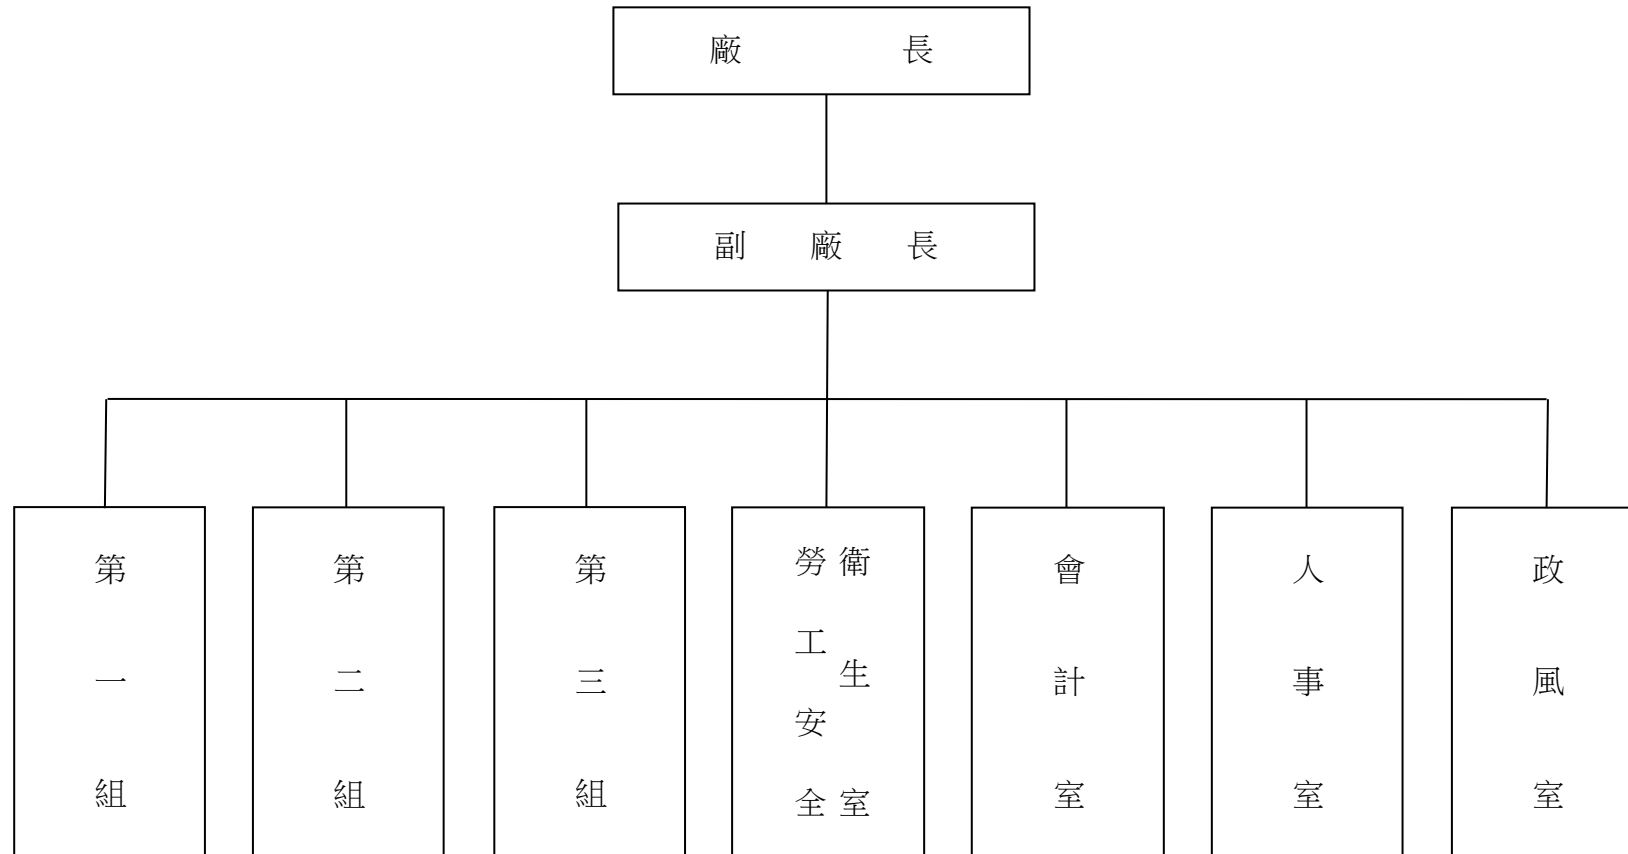 廠長
副廠長
第一組
第二組
第三組
勞工安全
衛生室
會計室
人事室
政風室